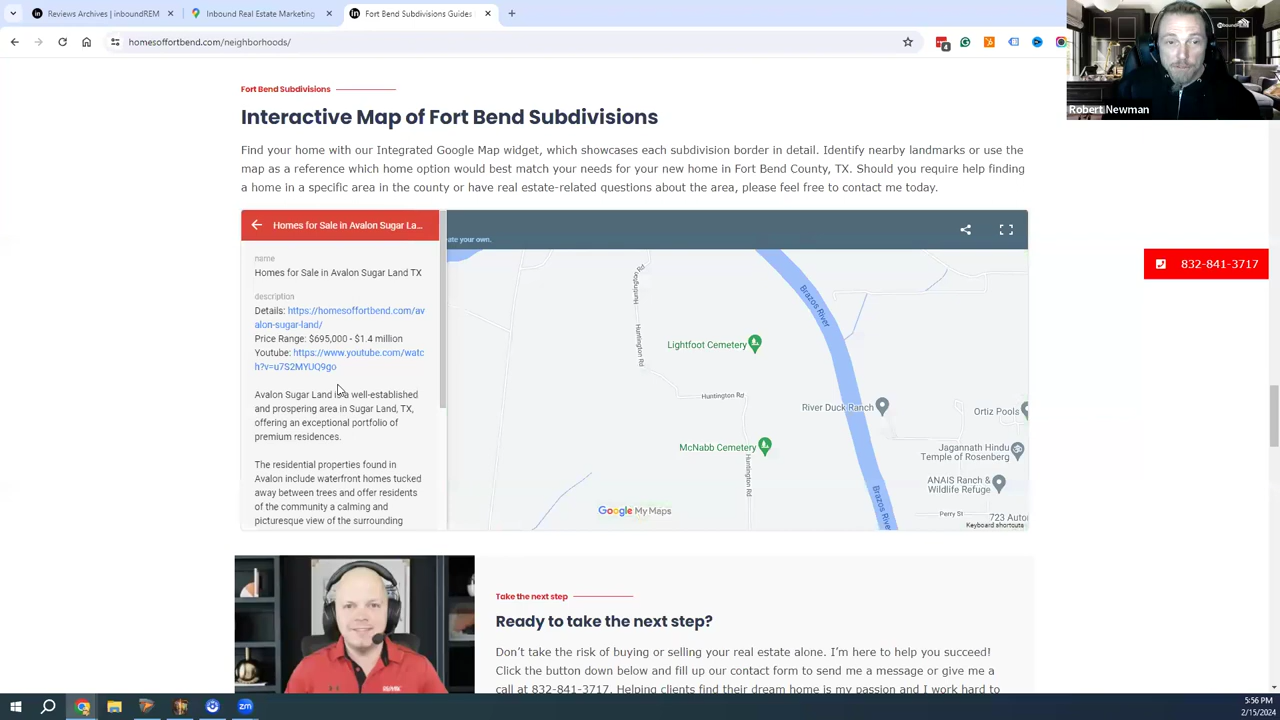 Reviews Archives | inboundREM
Inbound Real Estate Marketing
Fort Bend Subdivisions Guides
homesoffortbend.com/neighborhoods/
4
Robert Newman
Fort Bend Subdivisions
Interactive Map of Fort Bend Subdivisions
Find your home with our Integrated Google Map widget, which showcases each subdivision border in detail. Identify nearby landmarks or use the
map as a reference which home option would best match your needs for your new home in Fort Bend County, TX. Should you require help finding
a home in a specific area in the county or have real estate-related questions about the area, please feel free to contact me today.
Homes for Sale in Avalon Sugar La...
eate your own.
name
Homes for Sale in Avalon Sugar Land TX
description
Details: https://homesoffortbend.com/av
alon-sugar-land/
Price Range: $695,000 - $1.4 million
Youtube: https://www.youtube.com/watc
h?v=u7S2MYUQ9go
Avalon Sugar Land is a well-established
and prospering area in Sugar Land, TX,
offering an exceptional portfolio of
premium residences.
The residential properties found in
Avalon include waterfront homes tucked
away between trees and offer residents
of the community a calming and
picturesque view of the surrounding
Huntington Rd
Brazos River
Lightfoot Cemetery
Huntington Rd
Huntington Rd
River Duck Ranch
Ortiz Pools
McNabb Cemetery
Jagannath Hindu
Temple of Rosenberg
Huntington Rd
ANAIS Ranch &
Wildlife Refuge
Brazos River
Perry St
723 Autor
Google My Maps
Keyboard shortcuts
832-841-3717
RE/MAX
Take the next step
Ready to take the next step?
Don't take the risk of buying or selling your real estate alone. I'm here to help you succeed!
Click the button down below and fill up our contact form to send me a message or give me a
call at 832-841-3717. Helping clients find their dream home is my passion and I work hard to
zm
5:56 PM
2/15/2024